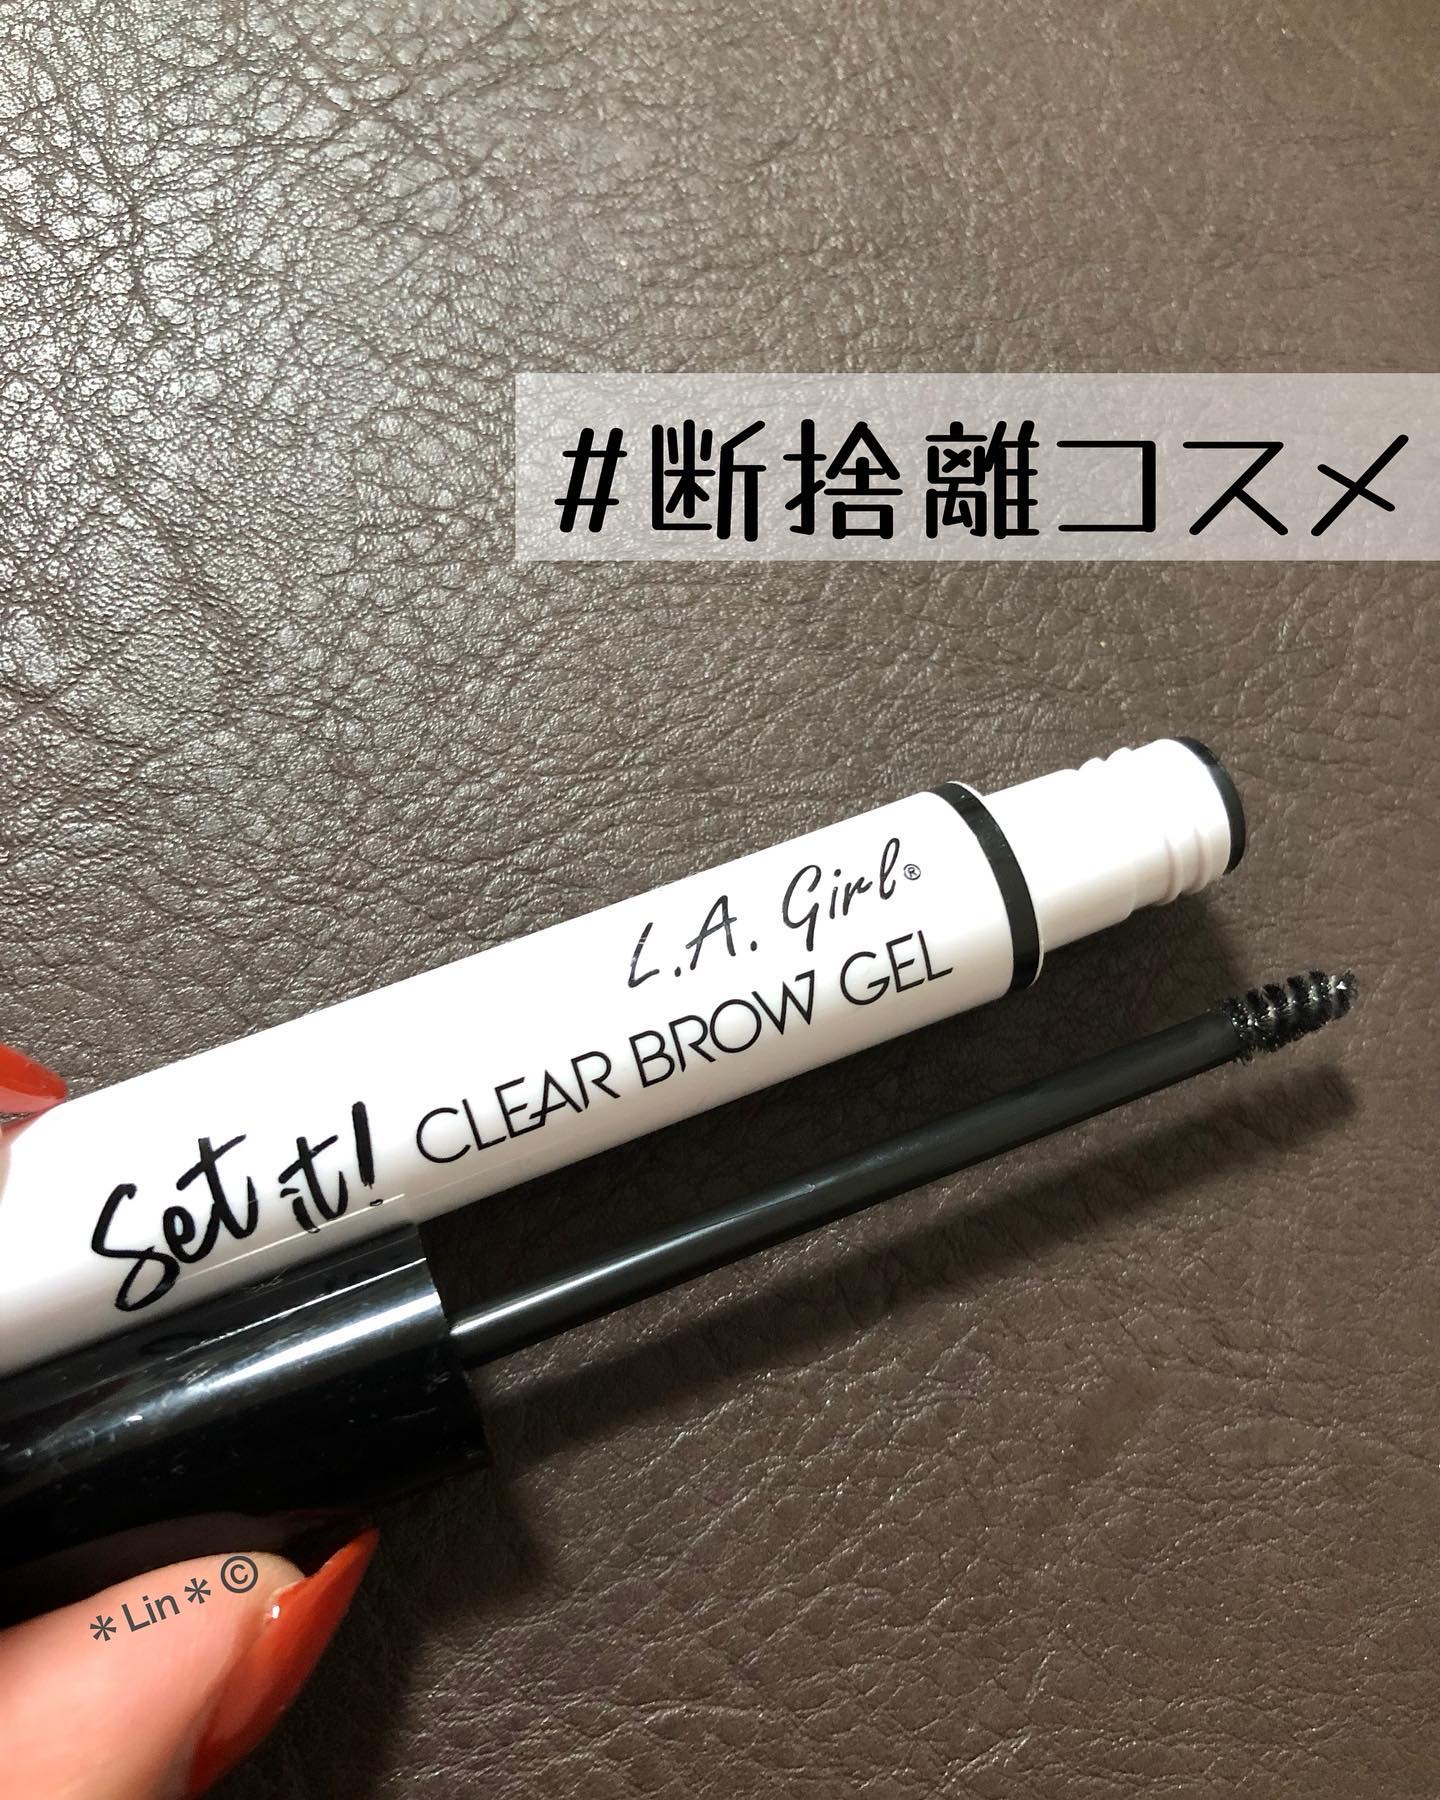 #断捨離コスメ
L.A. Girl®
Set it! CLEAR BROW GEL
*Lin*©